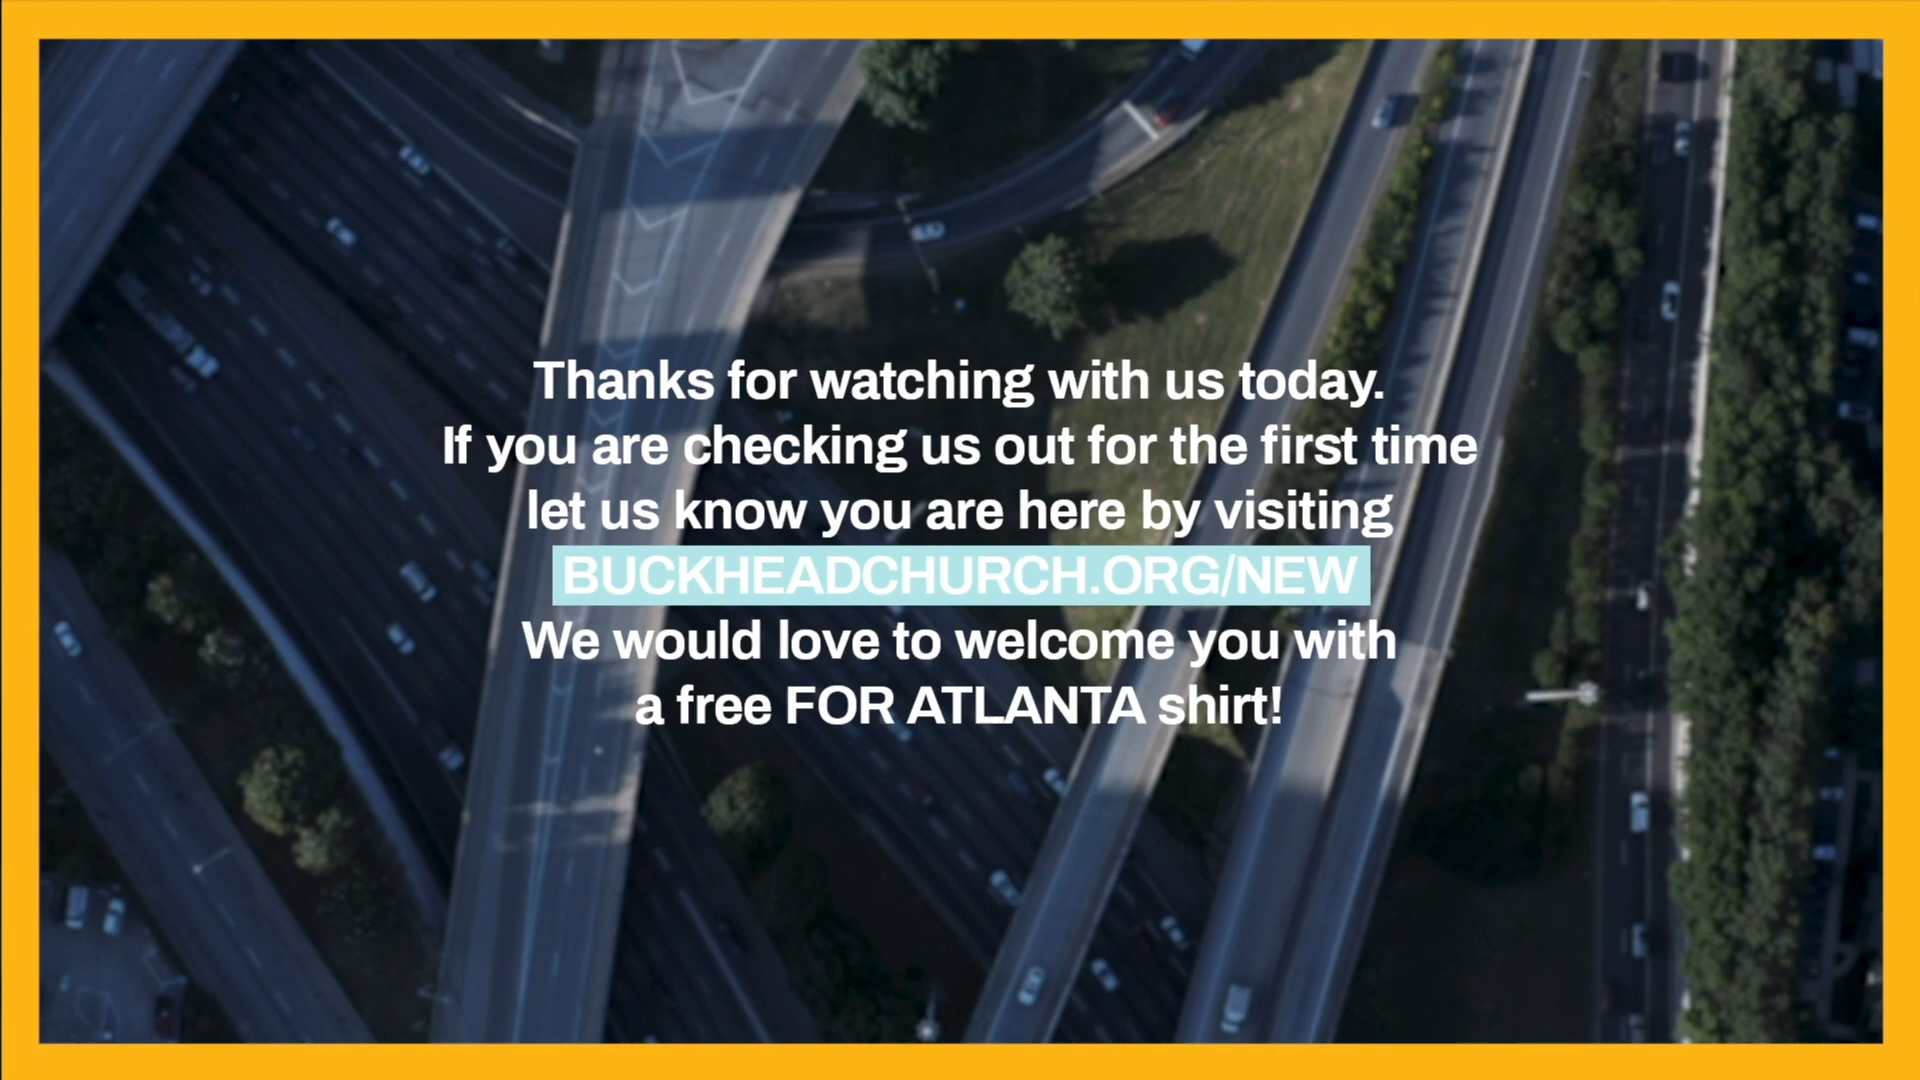 Thanks for watching with us today.
If you are checking us out for the first time
let us know you are here by visiting
BUCKHEADCHURCH.ORG/NEW
We would love to welcome you with
a free FOR ATLANTA shirt!